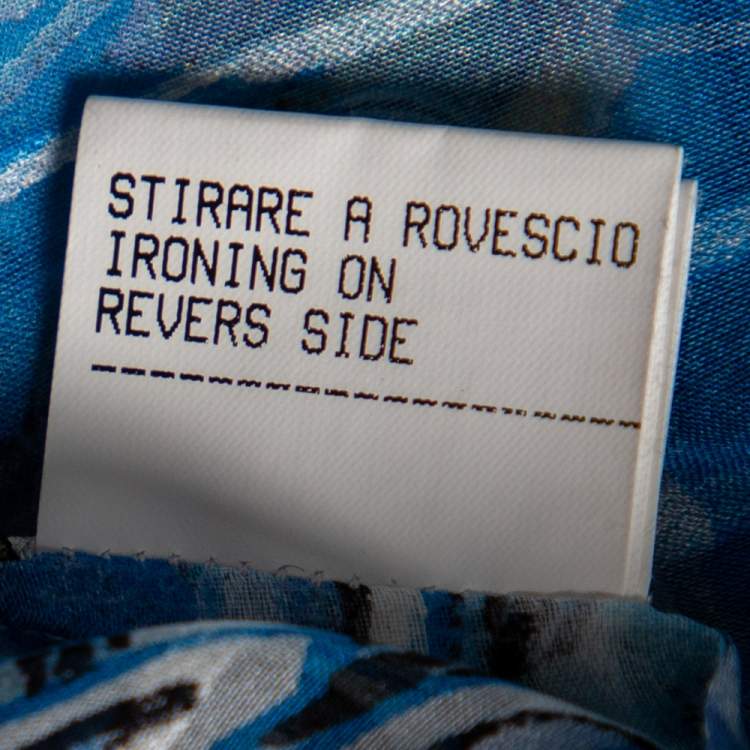 STIRARE A ROVESCIO
IRONING ON
REVERS SIDE